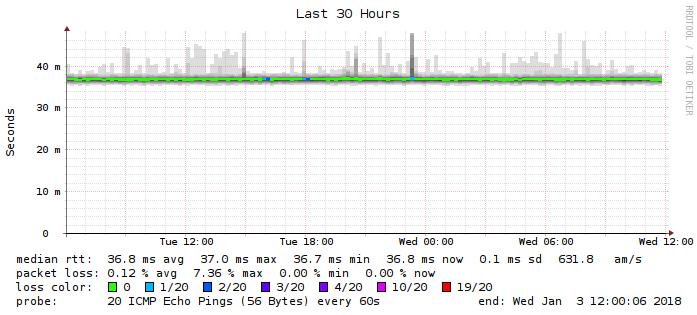 Last 30 Hours
RRDTOOL / TOBI OETIKER
Seconds
40 m
30 m
20 m
10 m
0
Tue 12:00 Tue 18:00 Wed 00:00 Wed 06:00 Wed 12:00
median rtt: 36.8 ms avg 37.0 ms max 36.7 ms min 36.8 ms now 0.1 ms sd 631.8 am/s
packet loss: 0.12 % avg 7.36 % max 0.00 % min 0.00 % now
loss color: 0 1/20 2/20 3/20 4/20 10/20 19/20
probe: 20 ICMP Echo Pings (56 Bytes) every 60s end: Wed Jan 3 12:00:06 2018